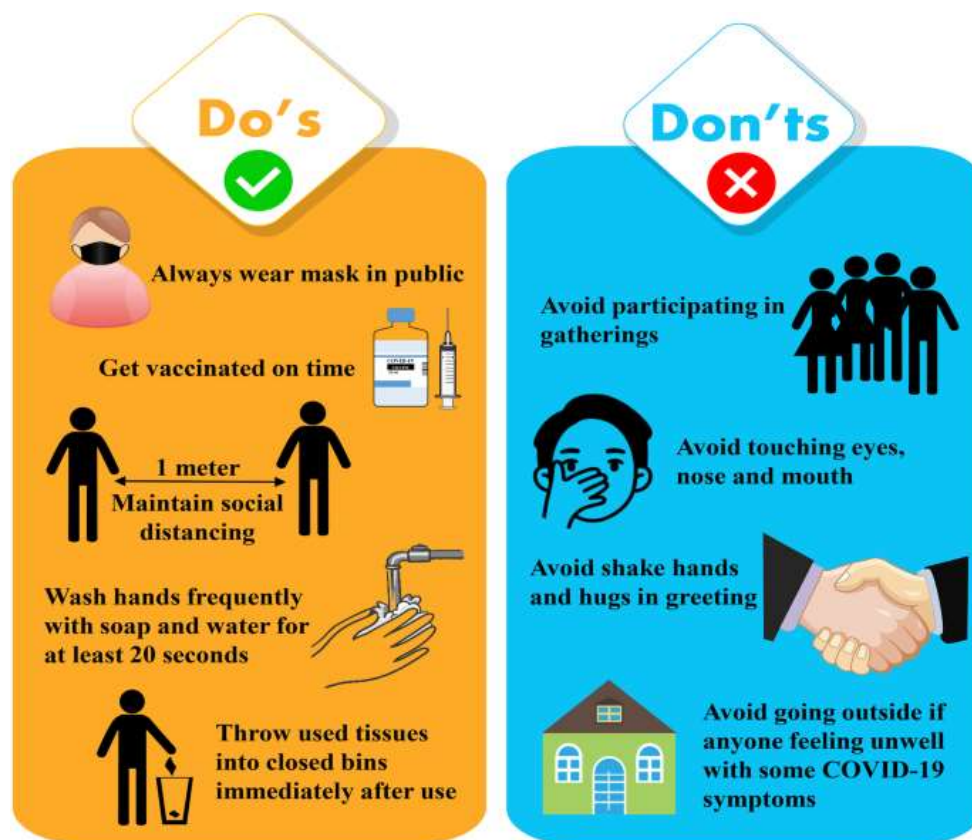 Do's
Always wear mask in public
Get vaccinated on time
1 meter
Maintain social
distancing
Wash hands frequently
with soap and water for
at least 20 seconds
Throw used tissues
into closed bins
immediately after use
Don'ts
Avoid participating in
gatherings
Avoid touching eyes,
nose and mouth
Avoid shake hands
and hugs in greeting
Avoid going outside if
anyone feeling unwell
with some COVID-19
symptoms